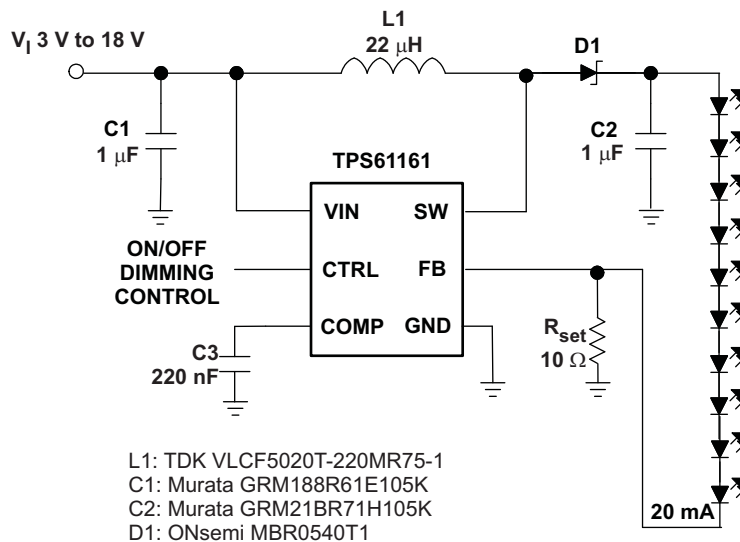 L1
22 μH
V_I 3 V to 18 V
D1
C1
1 μF
C2
1 μF
TPS61161
VIN
SW
ON/OFF
DIMMING
CONTROL
CTRL
FB
COMP
GND
C3
220 nF
R_set
10 Ω
20 mA
L1: TDK VLCF5020T-220MR75-1
C1: Murata GRM188R61E105K
C2: Murata GRM21BR71H105K
D1: ONsemi MBR0540T1